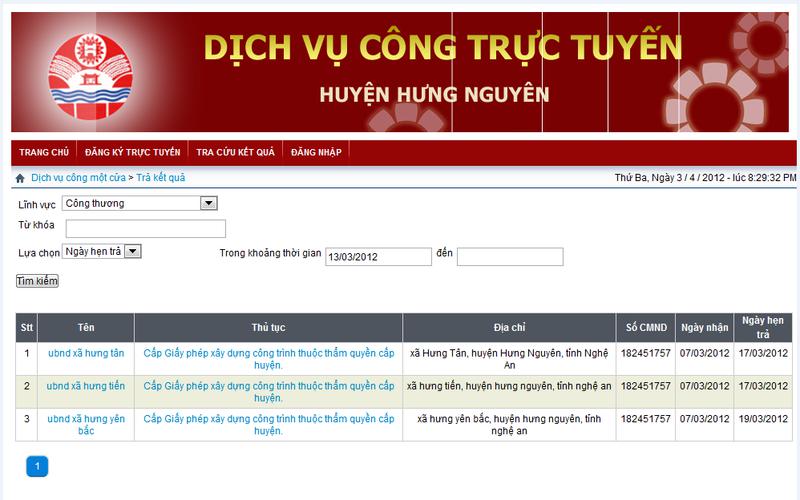 DỊCH VỤ CÔNG TRỰC TUYẾN
HUYỆN HƯNG NGUYÊN
TRANG CHỦ ĐĂNG KÝ TRỰC TUYẾN TRA CỨU KẾT QUẢ ĐĂNG NHẬP
Dịch vụ công một cửa > Trả kết quả Thứ Ba, Ngày 3 / 4 / 2012 - lúc 8:29:32 PM
Lĩnh vực Công thương
Từ khóa
Lựa chọn Ngày hẹn trả Trong khoảng thời gian 13/03/2012 đến
Tìm kiếm
Stt Tên Thủ tục Địa chỉ Số CMND Ngày nhận Ngày hẹn
trả
1 ubnd xã hưng tân Cấp Giấy phép xây dựng công trình thuộc thẩm quyền cấp xã Hưng Tân, huyện Hưng Nguyên, tỉnh Nghệ 182451757 07/03/2012 17/03/2012
huyện. An
2 ubnd xã hưng tiến Cấp Giấy phép xây dựng công trình thuộc thẩm quyền cấp xã hưng tiến, huyện hưng nguyên, tỉnh nghệ an 182451757 07/03/2012 17/03/2012
huyện.
3 ubnd xã hưng yên Cấp Giấy phép xây dựng công trình thuộc thẩm quyền cấp xã hưng yên bắc, huyện hưng nguyên, tỉnh 182451757 07/03/2012 19/03/2012
bắc huyện. nghệ an
1